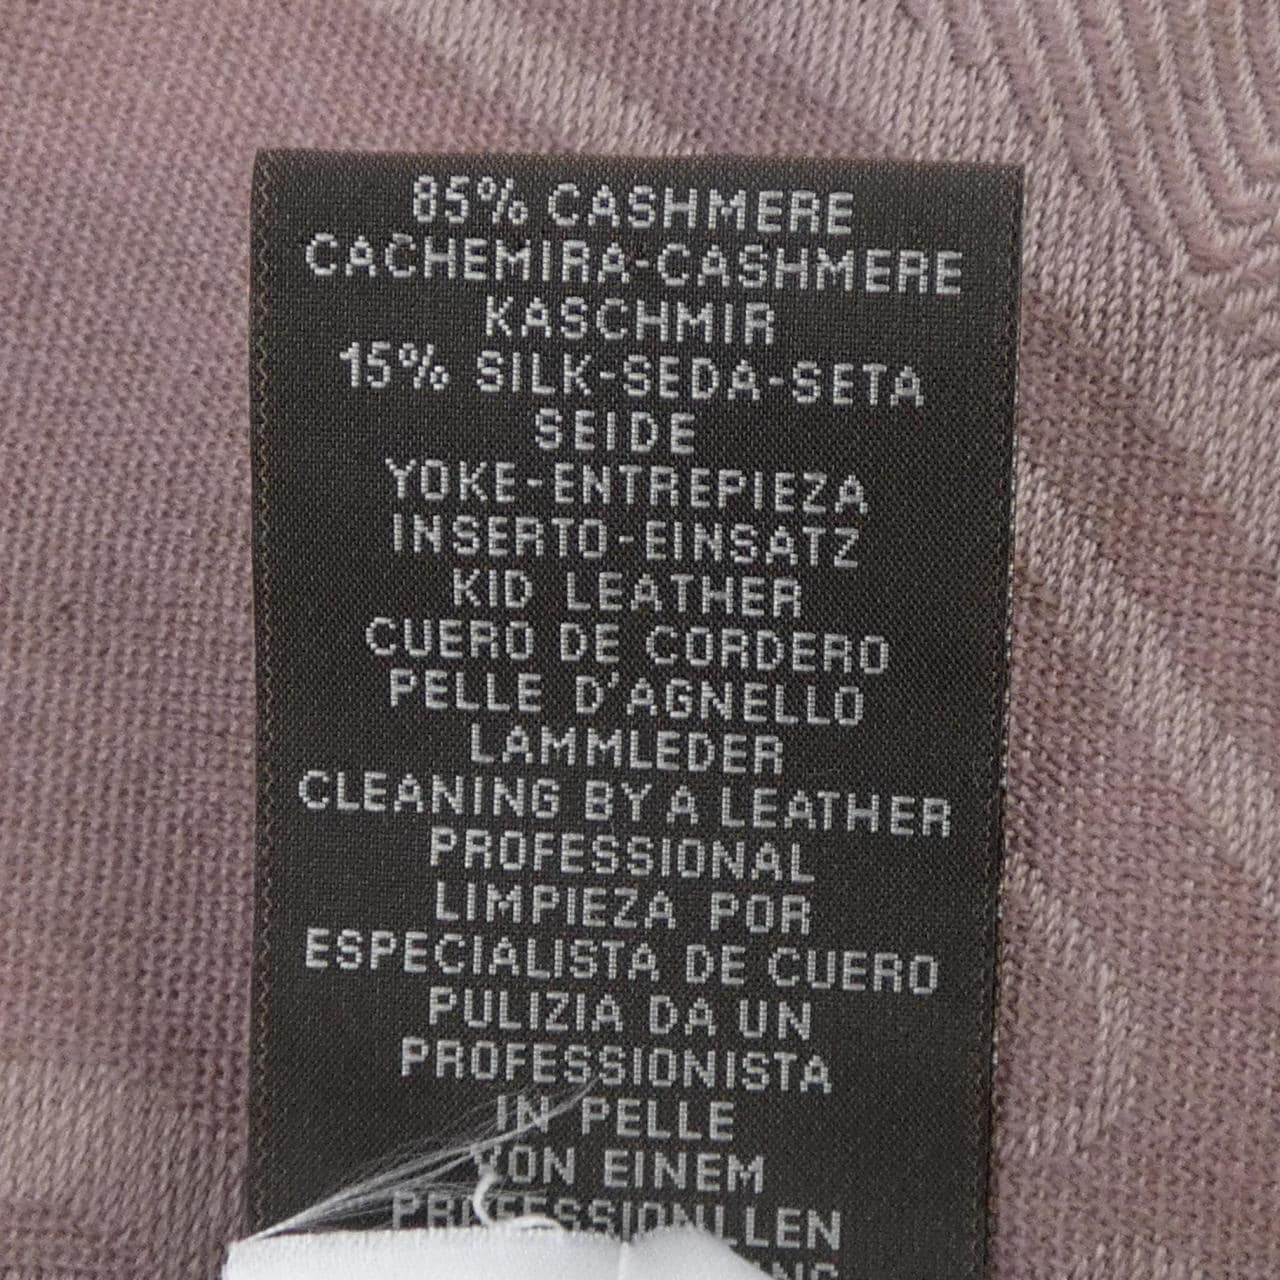 85% CASHMERE
CACHEMIRA-CASHMERE
KASCHMIR
15% SILK-SEDA-SETA
SEIDE
YOKE-ENTREPIEZA
INSERTO-EINSATZ
KID LEATHER
CUERO DE CORDERO
PELLE D'AGNELLO
LAMMLEDER
CLEANING BY A LEATHER
PROFESSIONAL
LIMPIEZA POR
ESPECIALISTA DE CUERO
PULIZIA DA UN
PROFESSIONISTA
IN PELLE
VON EINEM
PROFESSIONLLEN